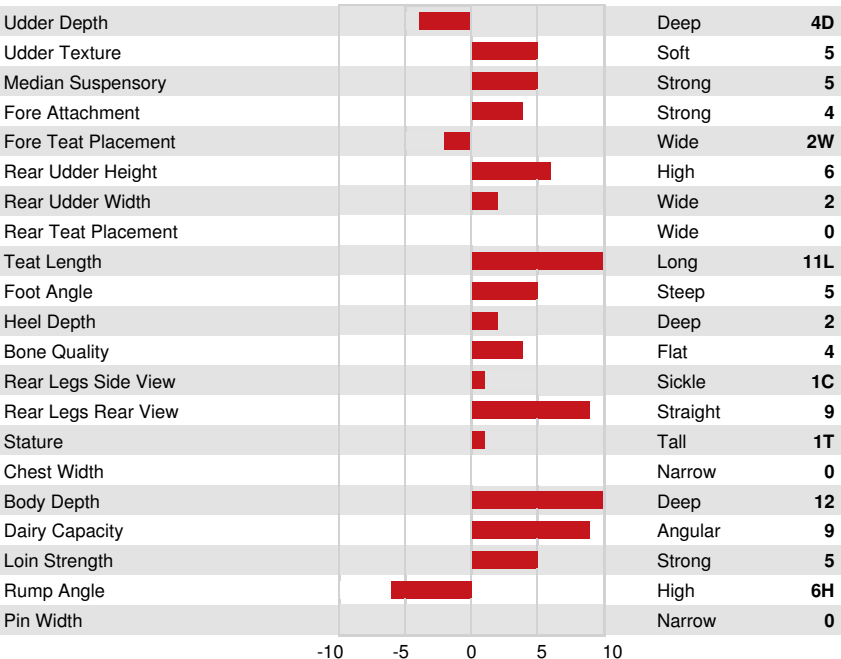 Udder Depth Deep 4D
Udder Texture Soft 5
Median Suspensory Strong 5
Fore Attachment Strong 4
Fore Teat Placement Wide 2W
Rear Udder Height High 6
Rear Udder Width Wide 2
Rear Teat Placement Wide 0
Teat Length Long 11L
Foot Angle Steep 5
Heel Depth Deep 2
Bone Quality Flat 4
Rear Legs Side View Sickle 1C
Rear Legs Rear View Straight 9
Stature Tall 1T
Chest Width Narrow 0
Body Depth Deep 12
Dairy Capacity Angular 9
Loin Strength Strong 5
Rump Angle High 6H
Pin Width Narrow 0
-10 -5 0 5 10